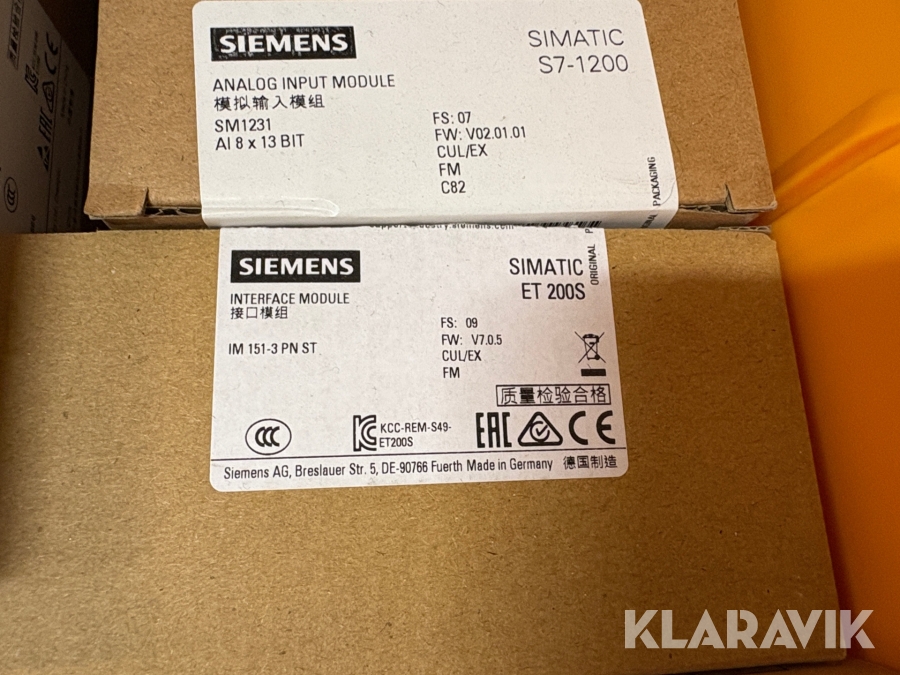 SIEMENS
SIMATIC
S7-1200
ANALOG INPUT MODULE
模拟输入模组
SM1231
AI 8 x 13 BIT
FS: 07
FW: V02.01.01
CUL/EX
FM
C82
PACKAGING
SIEMENS
SIMATIC
ET 200S
ORIGINAL
INTERFACE MODULE
接口模组
IM 151-3 PN ST
FS: 09
FW: V7.0.5
CUL/EX
FM
质量检验合格
CCC
KCC-REM-S49-
ET200S
EAC
CE
Siemens AG, Breslauer Str. 5, DE-90766 Fuerth Made in Germany 德国制造
KLARAVIK